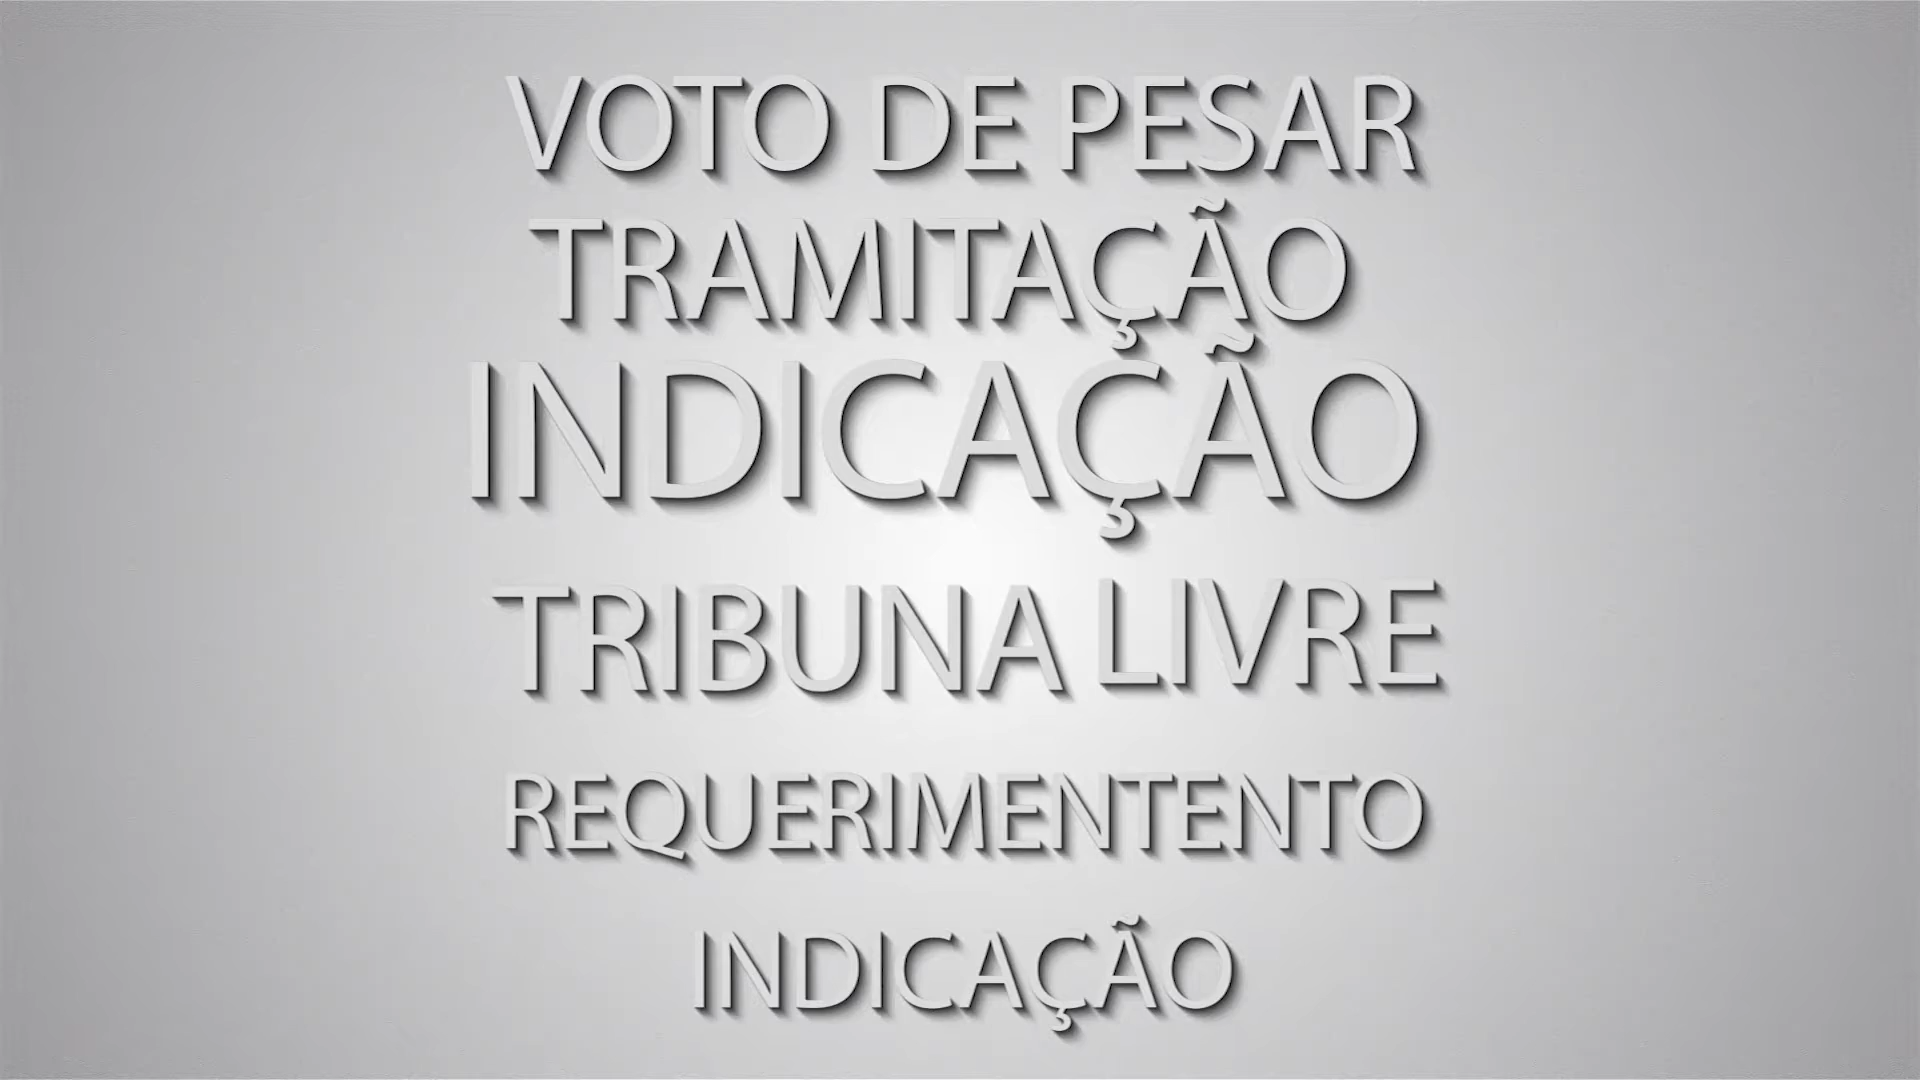 VOTO DE PESAR
TRAMITAÇÃO
INDICAÇÃO
TRIBUNA LIVRE
REQUERIMENTENTO
INDICAÇÃO